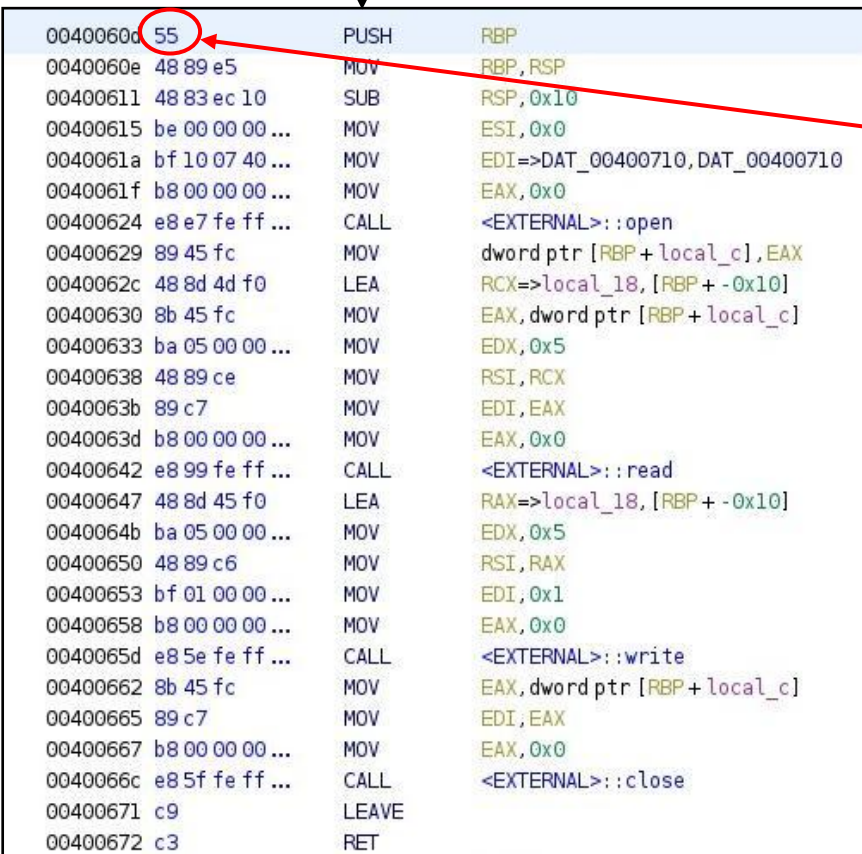 0040060d 55 PUSH RBP
0040060e 48 89 e5 MOV RBP,RSP
00400611 48 83 ec 10 SUB RSP,0x10
00400615 be 00 00 00 ... MOV ESI,0x0
0040061a bf 10 07 40 ... MOV EDI=>DAT_00400710,DAT_00400710
0040061f b8 00 00 00 ... MOV EAX,0x0
00400624 e8 e7 fe ff ... CALL <EXTERNAL>::open
00400629 89 45 fc MOV dword ptr [RBP + local_c],EAX
0040062c 48 8d 4d f0 LEA RCX=>local_18,[RBP + -0x10]
00400630 8b 45 fc MOV EAX,dword ptr [RBP + local_c]
00400633 ba 05 00 00 ... MOV EDX,0x5
00400638 48 89 ce MOV RSI,RCX
0040063b 89 c7 MOV EDI,EAX
0040063d b8 00 00 00 ... MOV EAX,0x0
00400642 e8 99 fe ff ... CALL <EXTERNAL>::read
00400647 48 8d 45 f0 LEA RAX=>local_18,[RBP + -0x10]
0040064b ba 05 00 00 ... MOV EDX,0x5
00400650 48 89 c6 MOV RSI,RAX
00400653 bf 01 00 00 ... MOV EDI,0x1
00400658 b8 00 00 00 ... MOV EAX,0x0
0040065d e8 5e fe ff ... CALL <EXTERNAL>::write
00400662 8b 45 fc MOV EAX,dword ptr [RBP + local_c]
00400665 89 c7 MOV EDI,EAX
00400667 b8 00 00 00 ... MOV EAX,0x0
0040066c e8 5f fe ff ... CALL <EXTERNAL>::close
00400671 c9 LEAVE
00400672 c3 RET